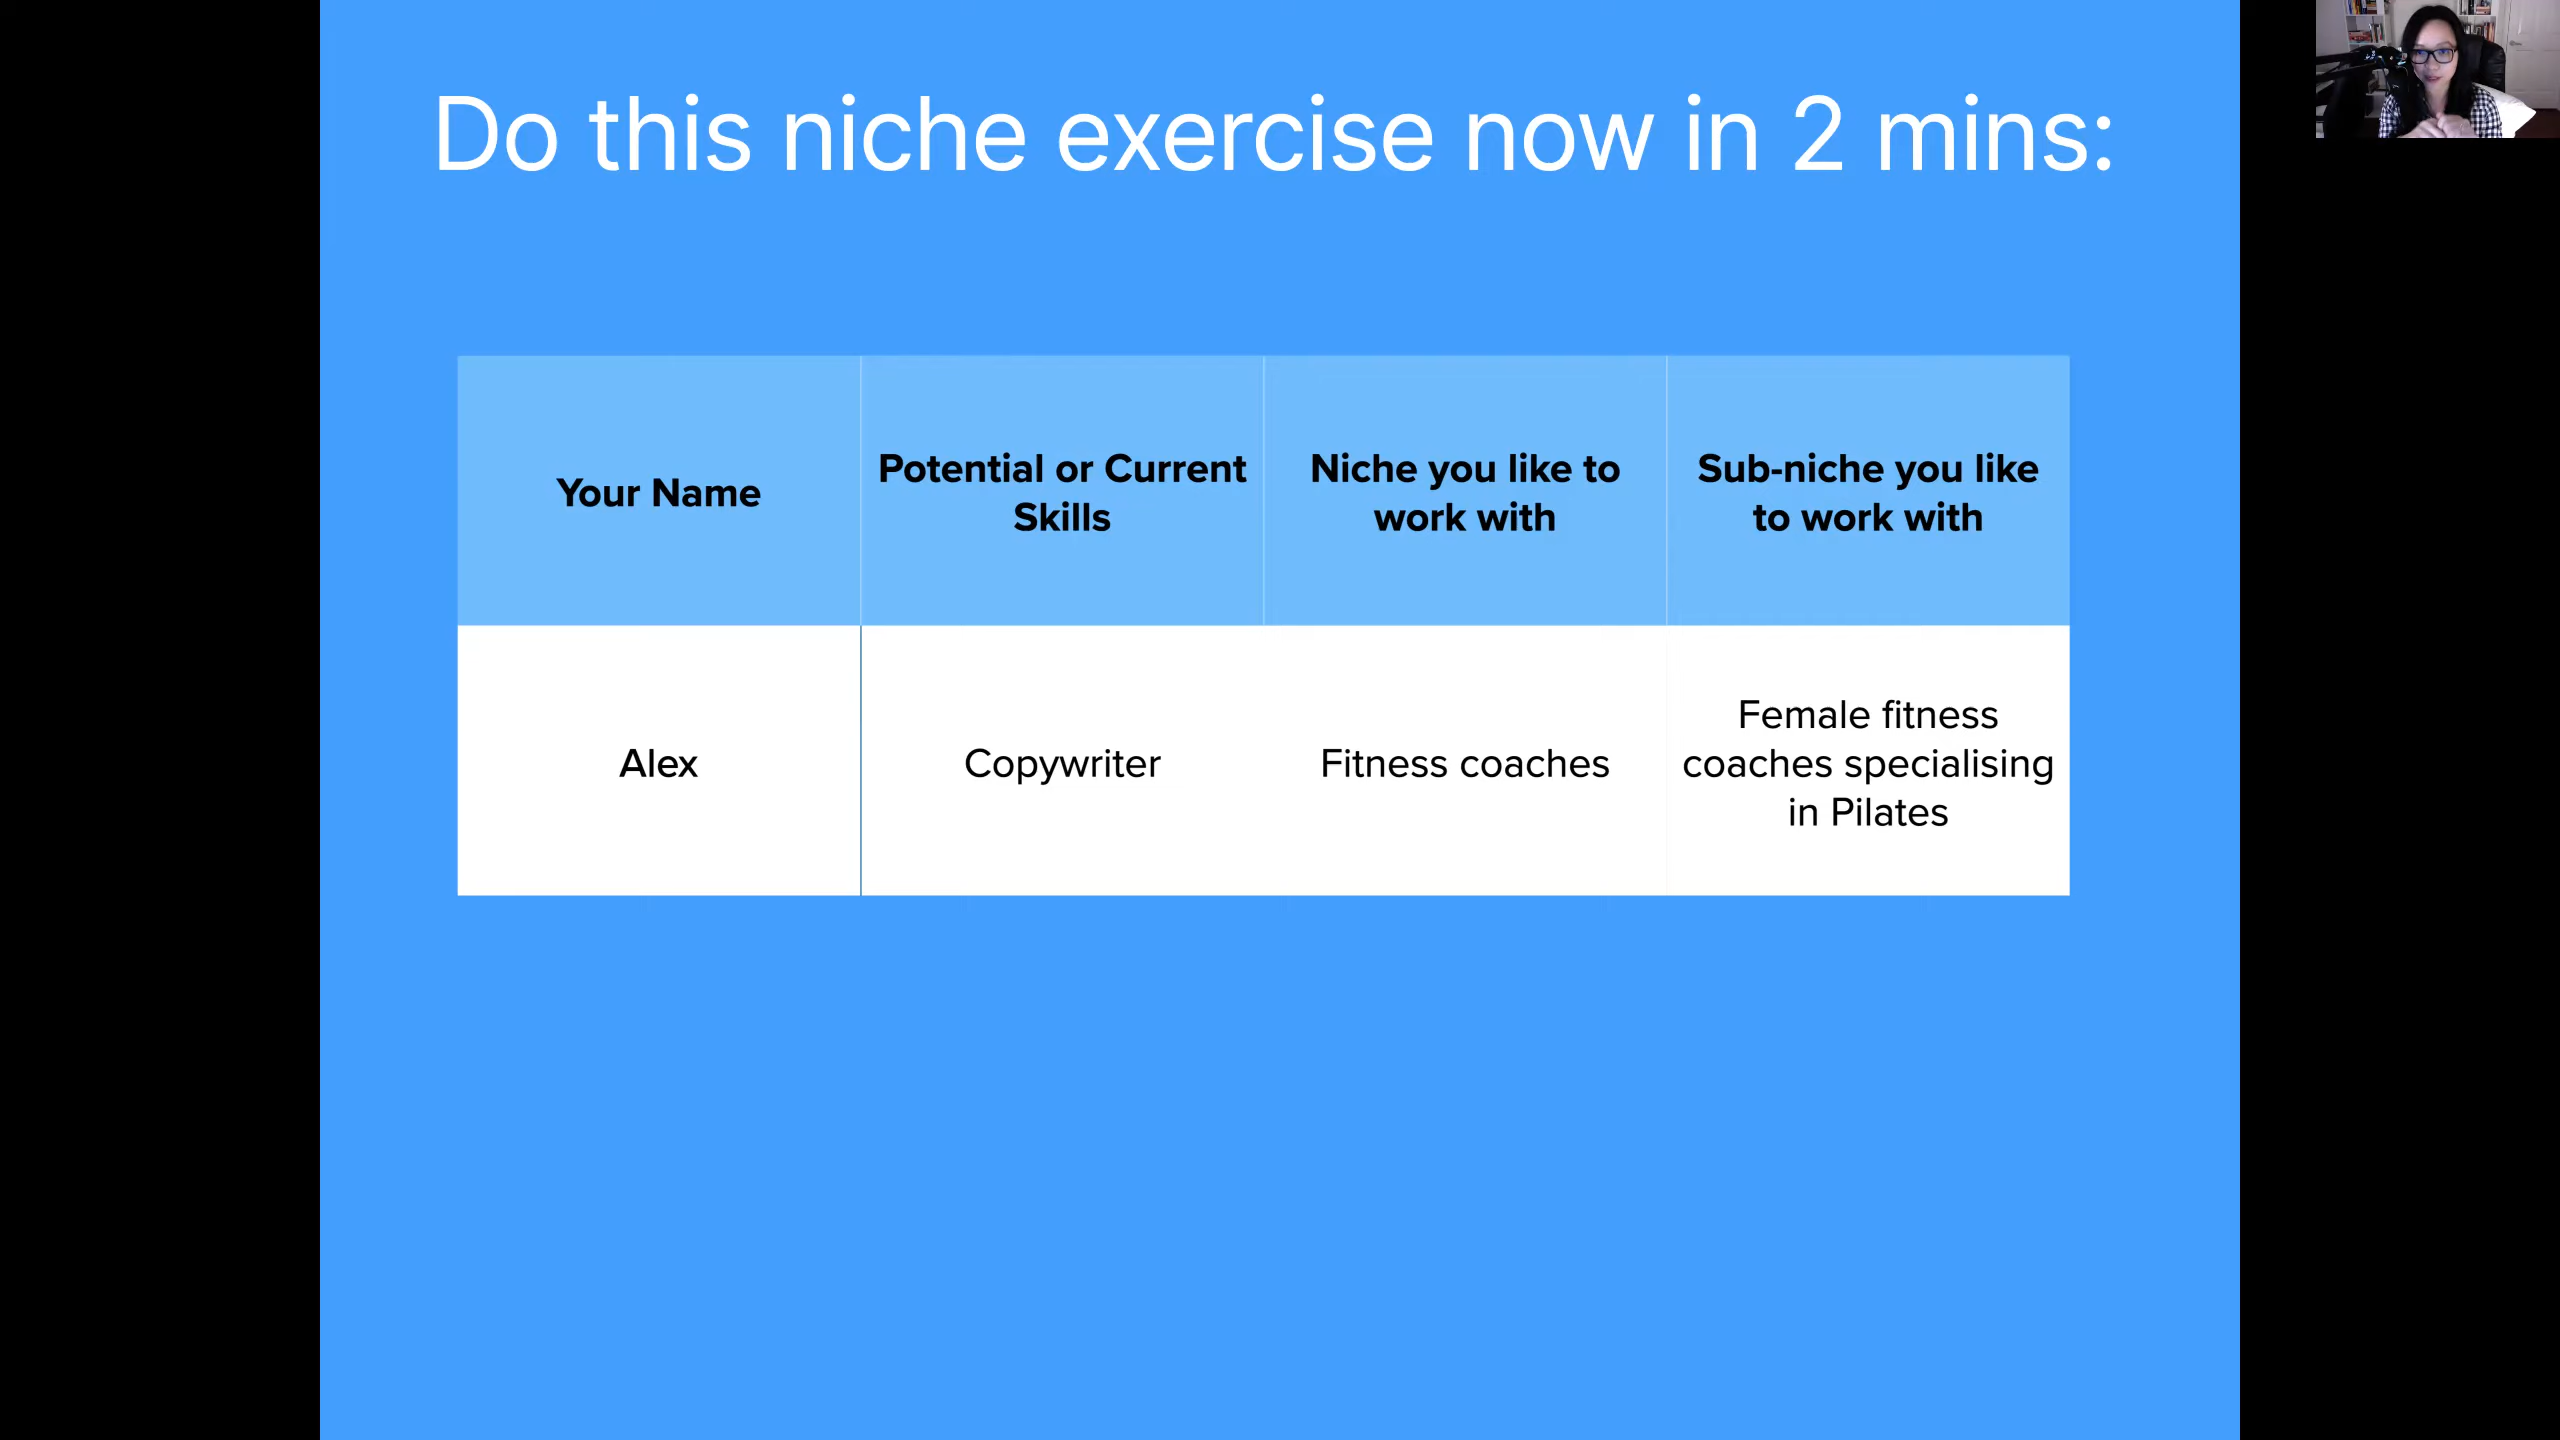 Do this niche exercise now in 2 mins:
Your Name
Potential or Current
Skills
Niche you like to
work with
Sub-niche you like
to work with
Alex
Copywriter
Fitness coaches
Female fitness
coaches specialising
in Pilates